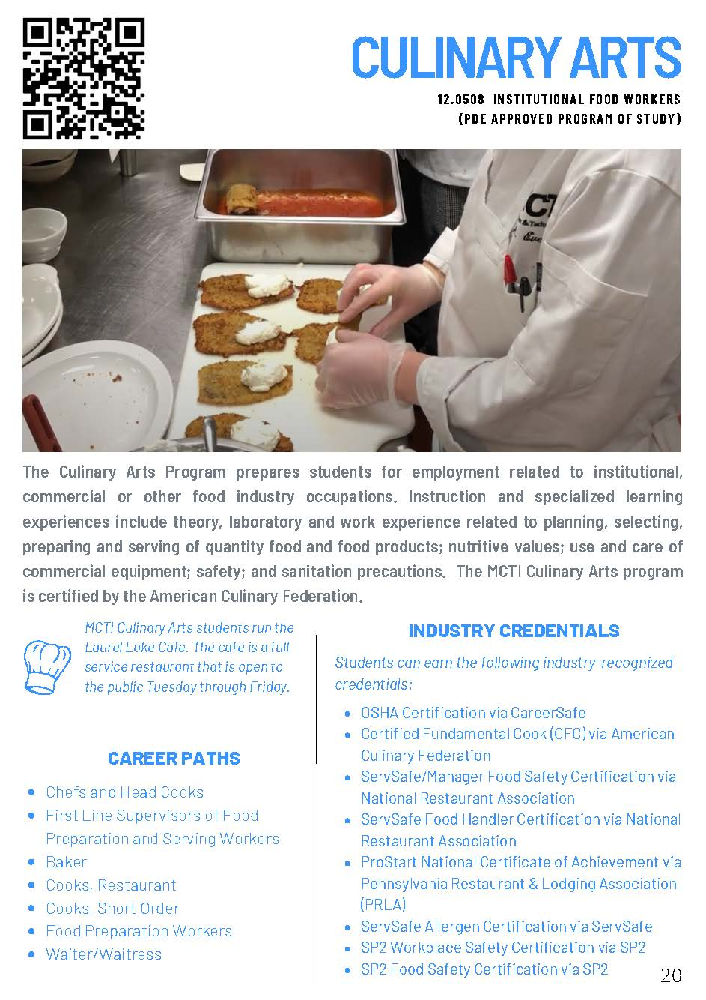 CULINARY ARTS
12.0508 INSTITUTIONAL FOOD WORKERS
(PDE APPROVED PROGRAM OF STUDY)
The Culinary Arts Program prepares students for employment related to institutional,
commercial or other food industry occupations. Instruction and specialized learning
experiences include theory, laboratory and work experience related to planning, selecting,
preparing and serving of quantity food and food products; nutritive values; use and care of
commercial equipment; safety; and sanitation precautions. The MCTI Culinary Arts program
is certified by the American Culinary Federation.
MCTI Culinary Arts students run the
Laurel Lake Cafe. The cafe is a full
service restaurant that is open to
the public Tuesday through Friday.
CAREER PATHS
• Chefs and Head Cooks
• First Line Supervisors of Food
Preparation and Serving Workers
• Baker
• Cooks, Restaurant
• Cooks, Short Order
• Food Preparation Workers
• Waiter/Waitress
INDUSTRY CREDENTIALS
Students can earn the following industry-recognized
credentials:
• OSHA Certification via CareerSafe
• Certified Fundamental Cook (CFC) via American
Culinary Federation
• ServSafe/Manager Food Safety Certification via
National Restaurant Association
• ServSafe Food Handler Certification via National
Restaurant Association
• ProStart National Certificate of Achievement via
Pennsylvania Restaurant & Lodging Association
(PRLA)
• ServSafe Allergen Certification via ServSafe
• SP2 Workplace Safety Certification via SP2
• SP2 Food Safety Certification via SP2
20